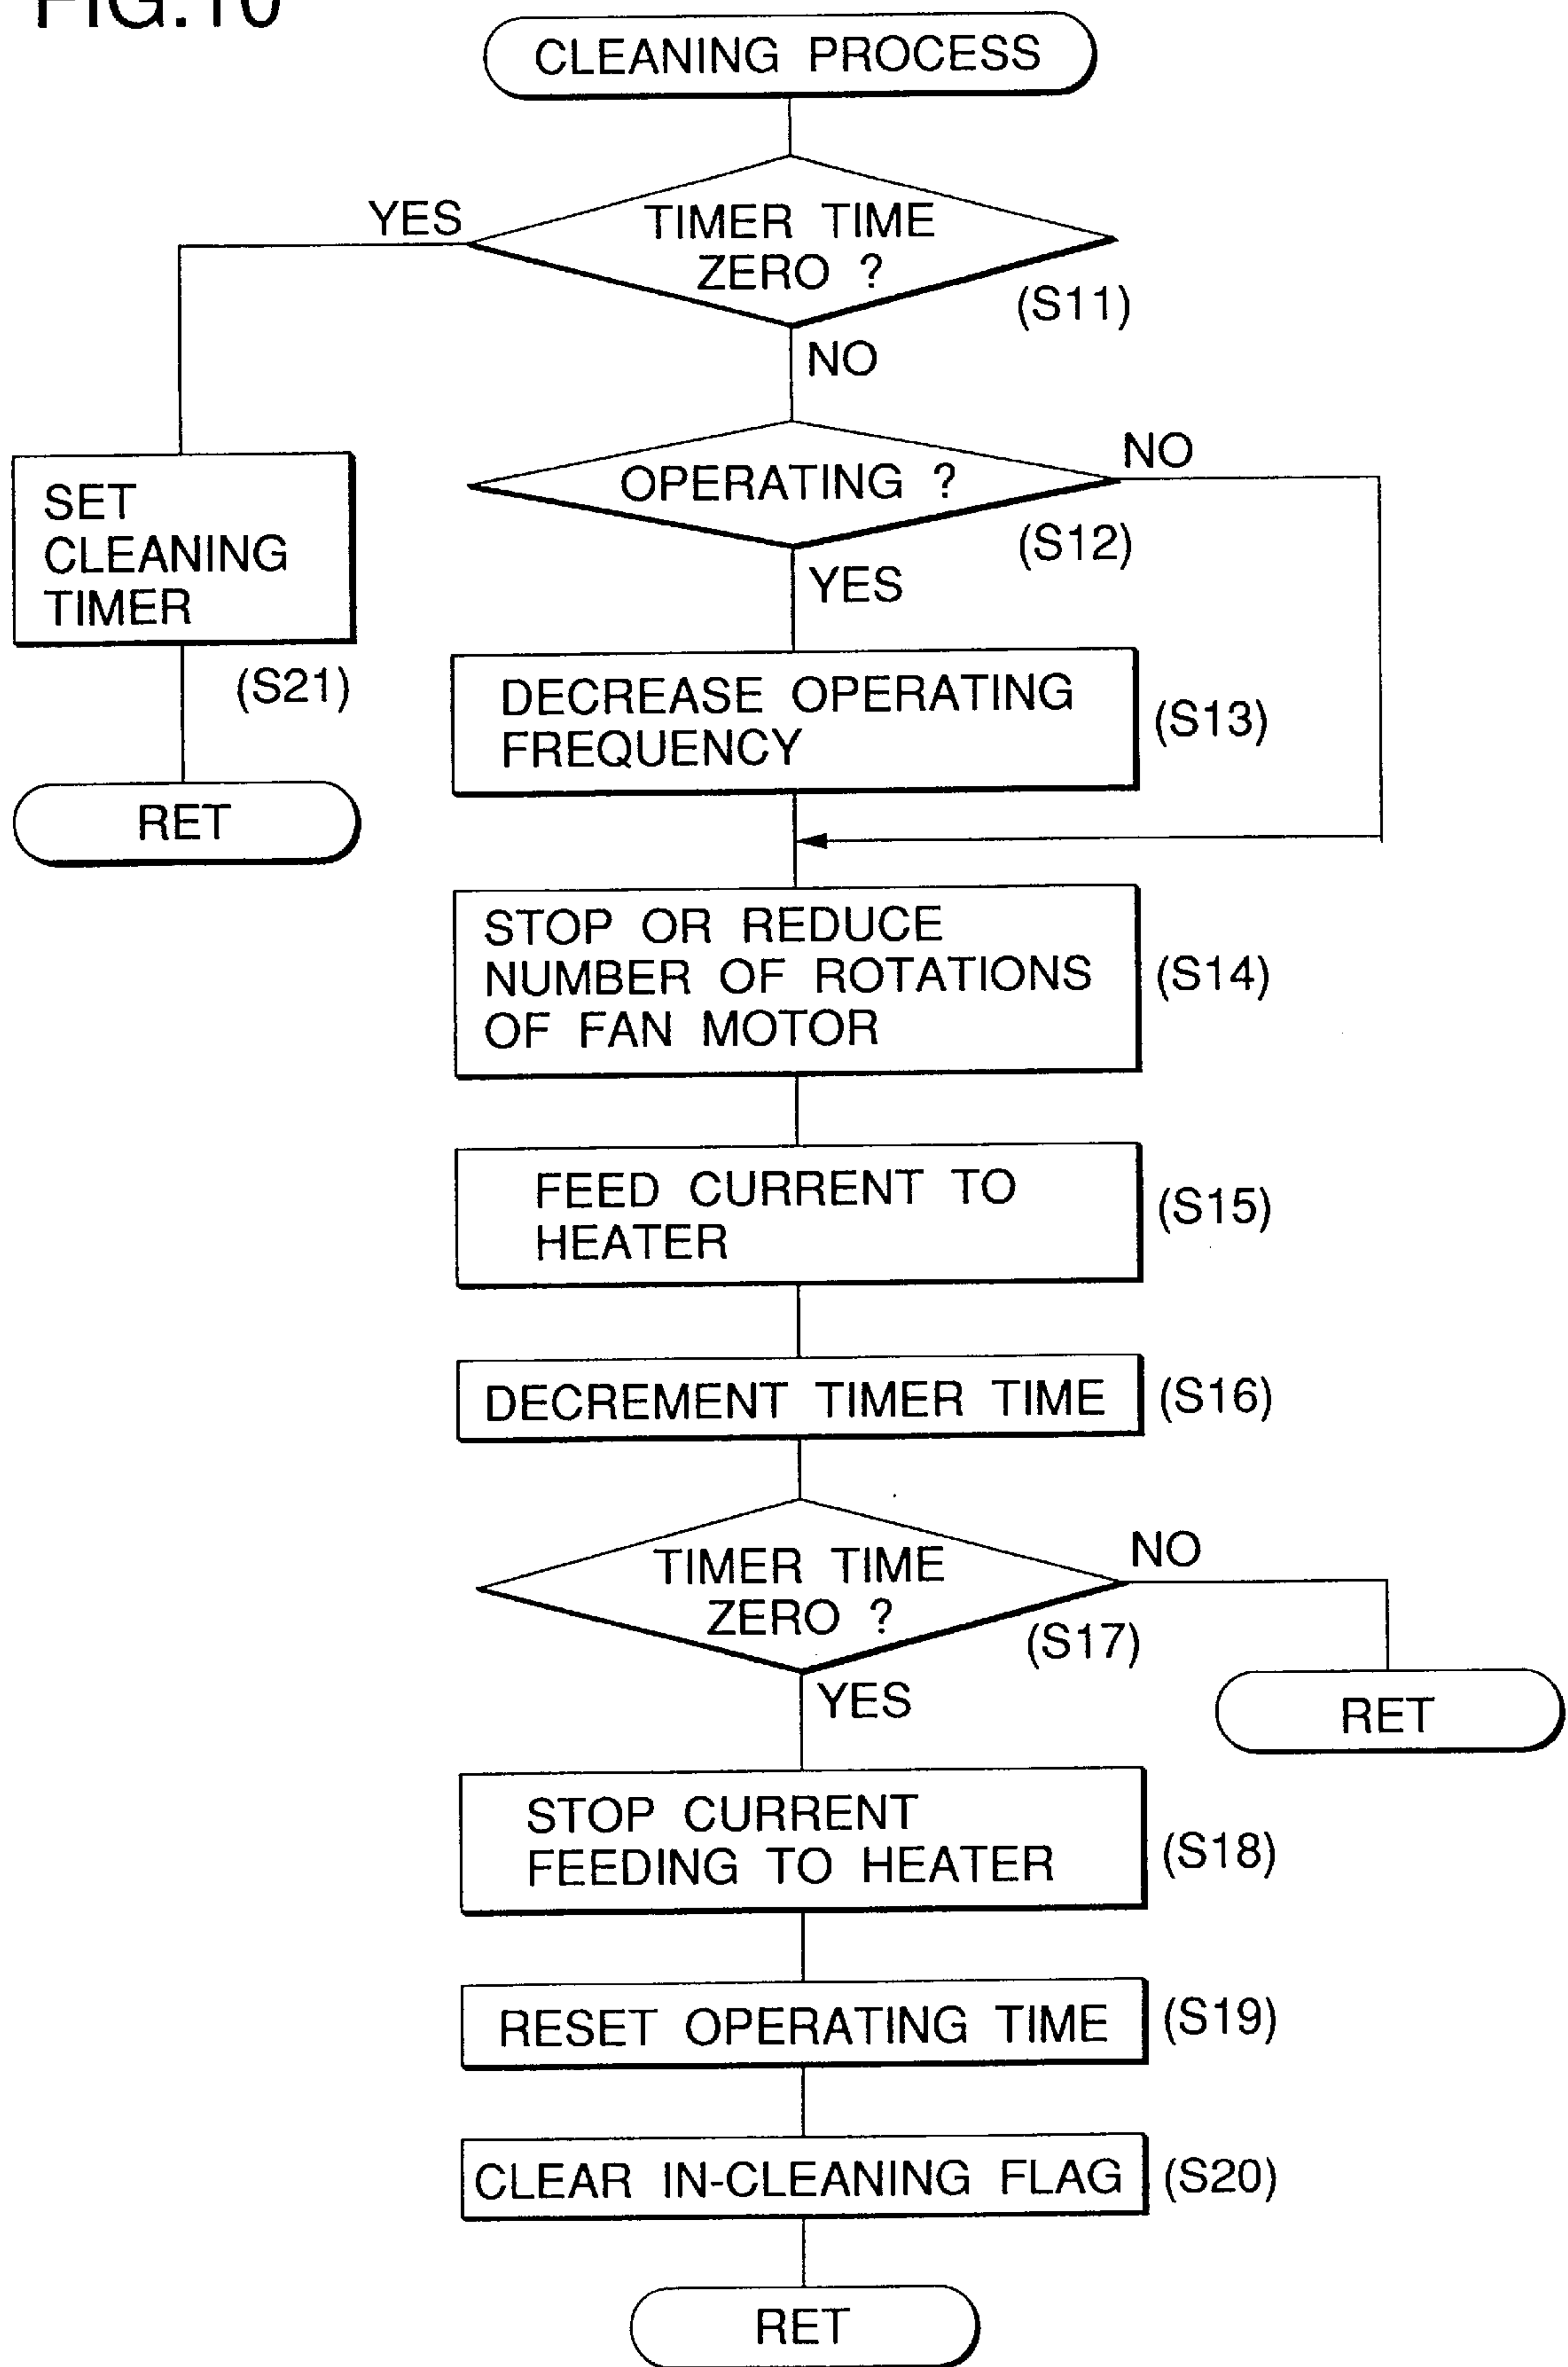 FIG.10
CLEANING PROCESS
YES
TIMER TIME
ZERO ?
(S11)
NO
OPERATING ?
NO
(S12)
YES
SET
CLEANING
TIMER
(S21)
RET
DECREASE OPERATING
FREQUENCY
(S13)
STOP OR REDUCE
NUMBER OF ROTATIONS
OF FAN MOTOR
(S14)
FEED CURRENT TO
HEATER
(S15)
DECREMENT TIMER TIME
(S16)
TIMER TIME
ZERO ?
NO
(S17)
YES
RET
STOP CURRENT
FEEDING TO HEATER
(S18)
RESET OPERATING TIME
(S19)
CLEAR IN-CLEANING FLAG
(S20)
RET